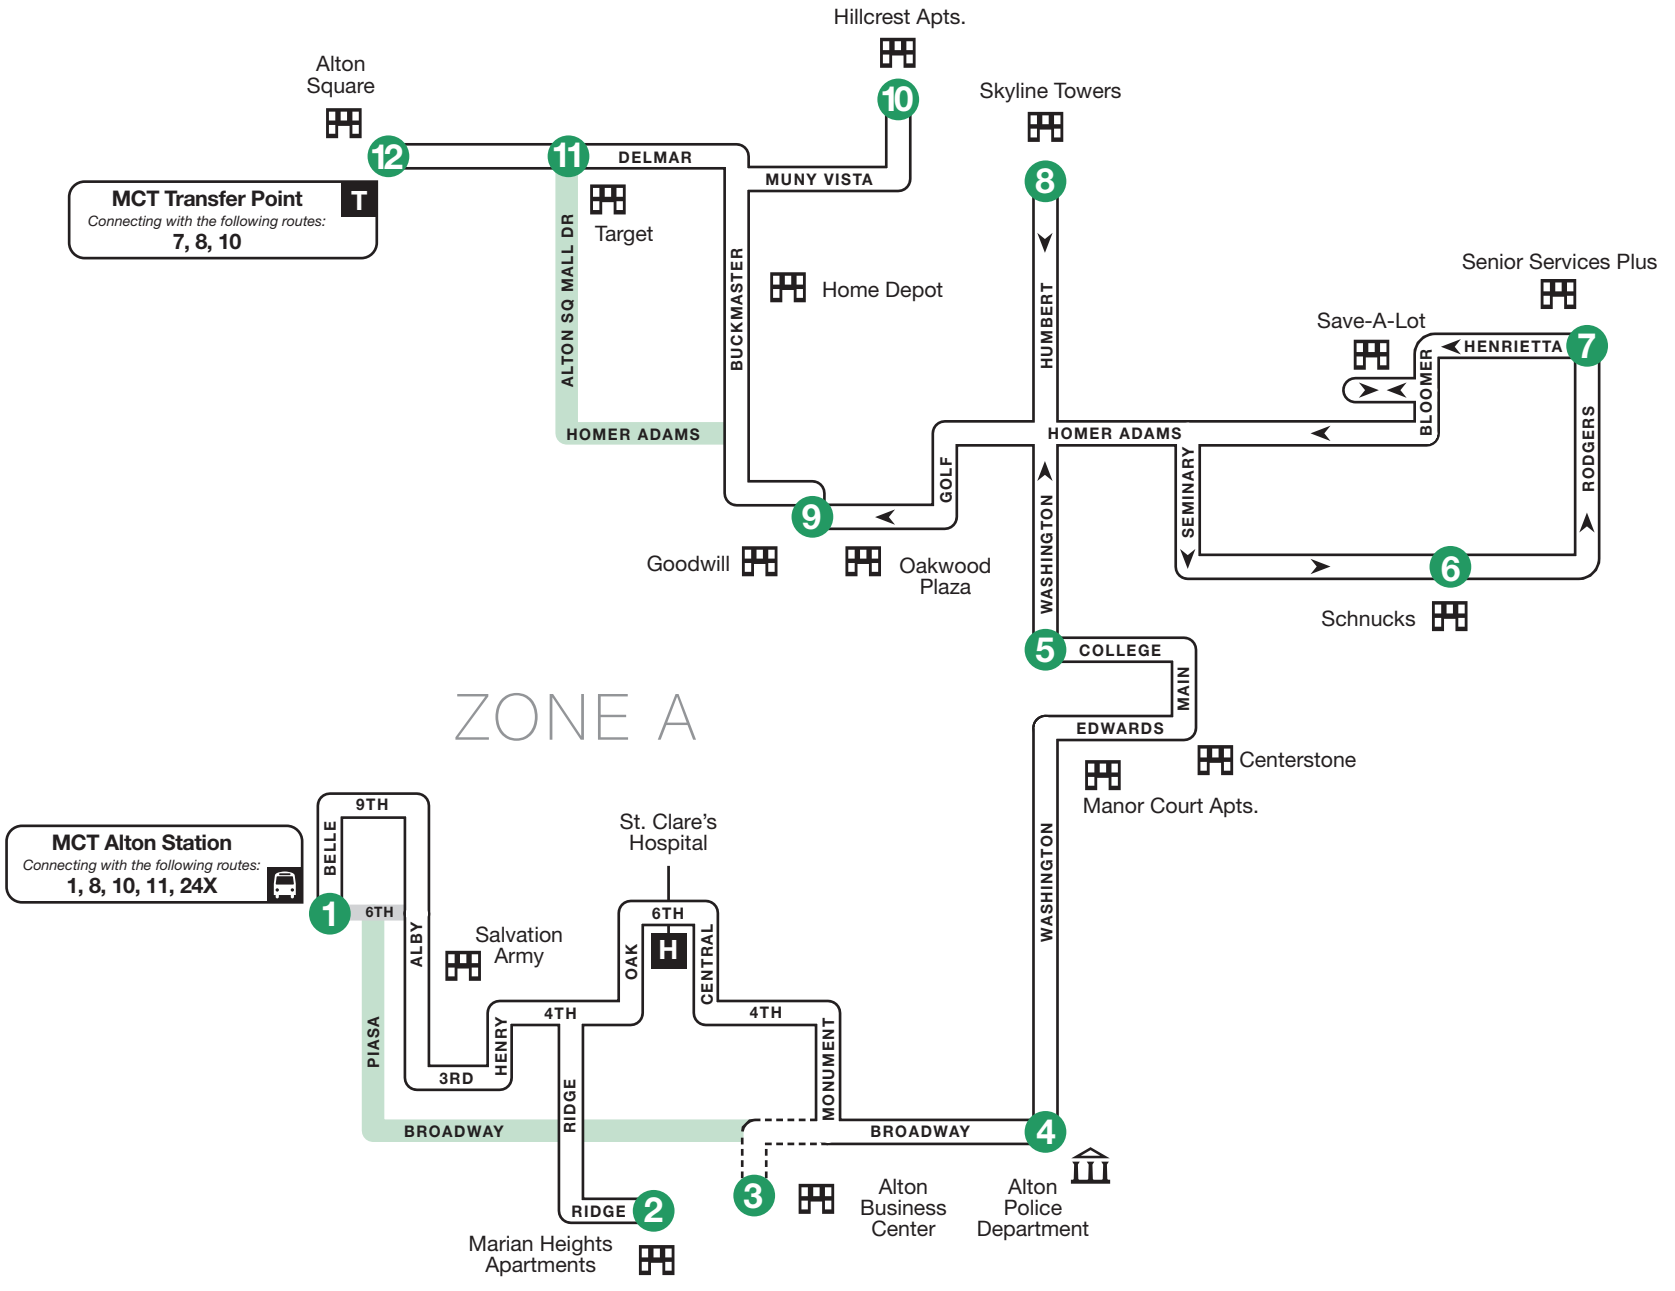 Hillcrest Apts.
10
Alton
Square
Skyline Towers
12
11
DELMAR
MUNY VISTA
8
MCT Transfer Point
Connecting with the following routes:
7, 8, 10
T
Target
ALTON SQ MALL DR
BUCKMASTER
Home Depot
HUMBERT
Senior Services Plus
Save-A-Lot
HENRIETTA
7
BLOOMER
RODGERS
HOMER ADAMS
HOMER ADAMS
GOLF
SEMINARY
9
WASHINGTON
Goodwill
Oakwood
Plaza
6
Schnucks
5
COLLEGE
MAIN
EDWARDS
ZONE A
Centerstone
Manor Court Apts.
9TH
BELLE
MCT Alton Station
Connecting with the following routes:
1, 8, 10, 11, 24X
St. Clare's
Hospital
WASHINGTON
1
6TH
6TH
ALBY
Salvation
Army
OAK
H
CENTRAL
PIASA
HENRY
4TH
4TH
3RD
RIDGE
MONUMENT
BROADWAY
BROADWAY
4
3
Alton
Business
Center
Alton
Police
Department
RIDGE
2
Marian Heights
Apartments